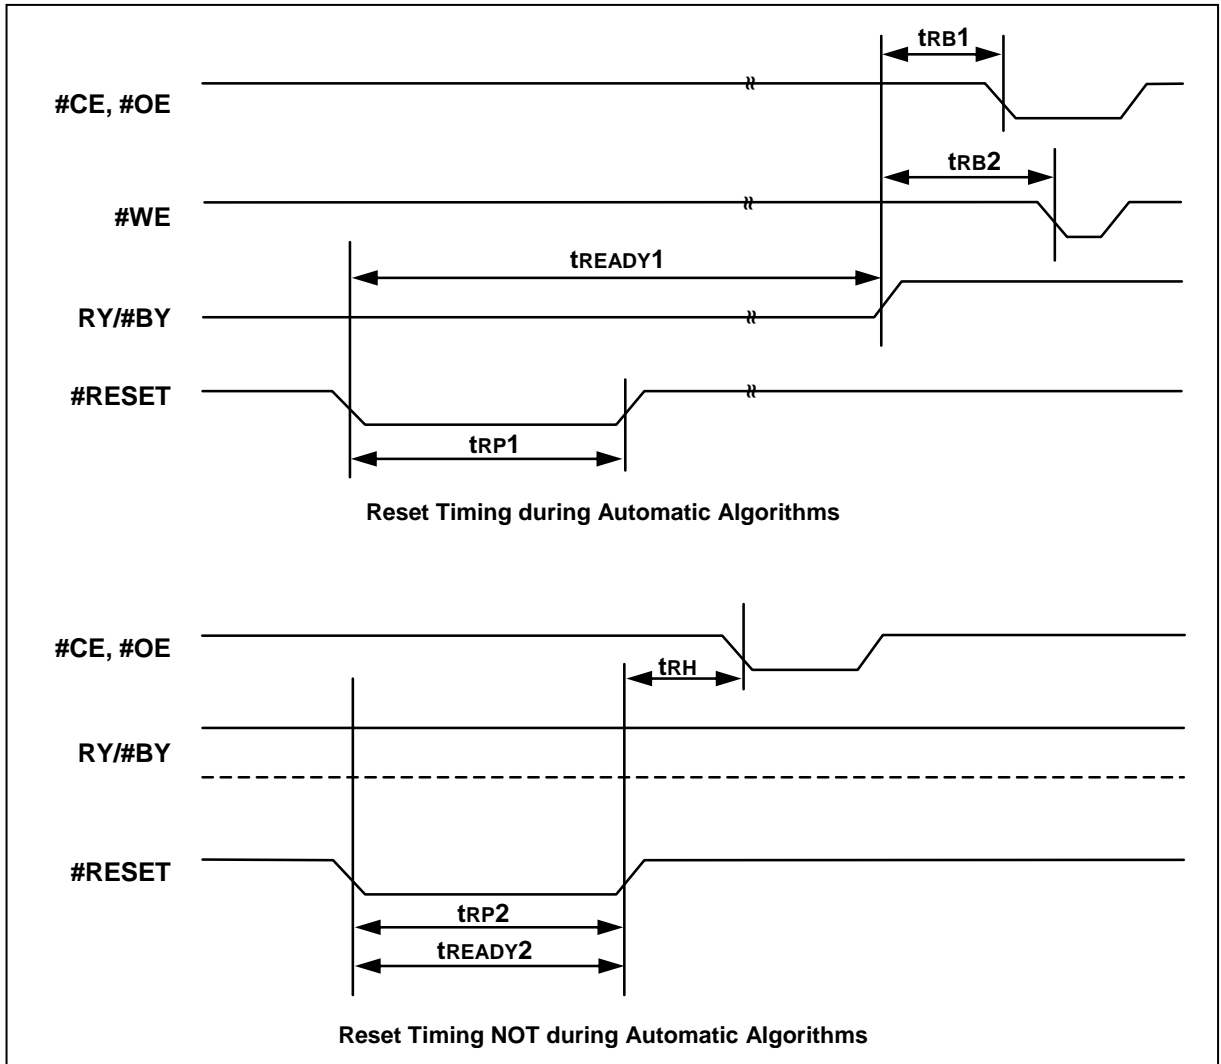 tRB1
#CE, #OE
tRB2
#WE
tREADY1
RY/#BY
#RESET
tRP1
Reset Timing during Automatic Algorithms
#CE, #OE
tRH
RY/#BY
#RESET
tRP2
tREADY2
Reset Timing NOT during Automatic Algorithms